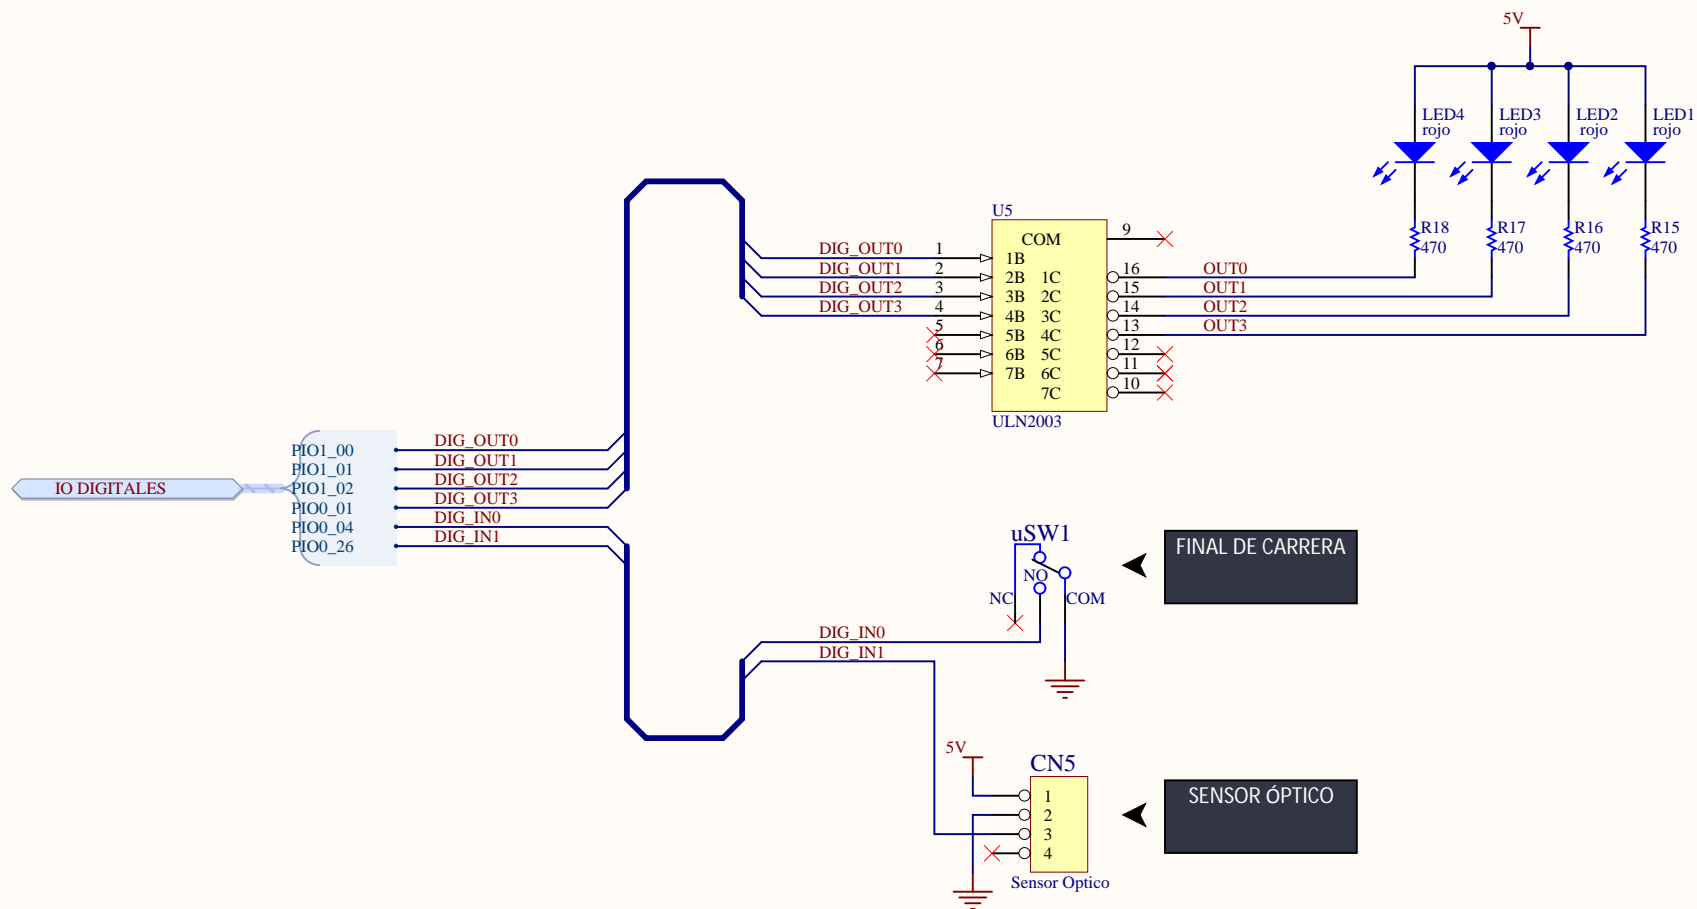 5V
LED4
rojo
LED3
rojo
LED2
rojo
LED1
rojo
R18
470
R17
470
R16
470
R15
470
U5
COM
9
DIG_OUT0
1
1B
DIG_OUT1
2
2B
1C
16
OUT0
DIG_OUT2
3
3B
2C
15
OUT1
DIG_OUT3
4
4B
3C
14
OUT2
5
5B
4C
13
OUT3
6
6B
5C
12
7
7B
6C
11
7C
10
ULN2003
IO DIGITALES
PIO1_00
DIG_OUT0
PIO1_01
DIG_OUT1
PIO1_02
DIG_OUT2
PIO0_01
DIG_OUT3
PIO0_04
DIG_IN0
PIO0_26
DIG_IN1
uSW1
NO
NC
COM
FINAL DE CARRERA
DIG_IN0
DIG_IN1
5V
CN5
1
2
3
4
Sensor Optico
SENSOR ÓPTICO